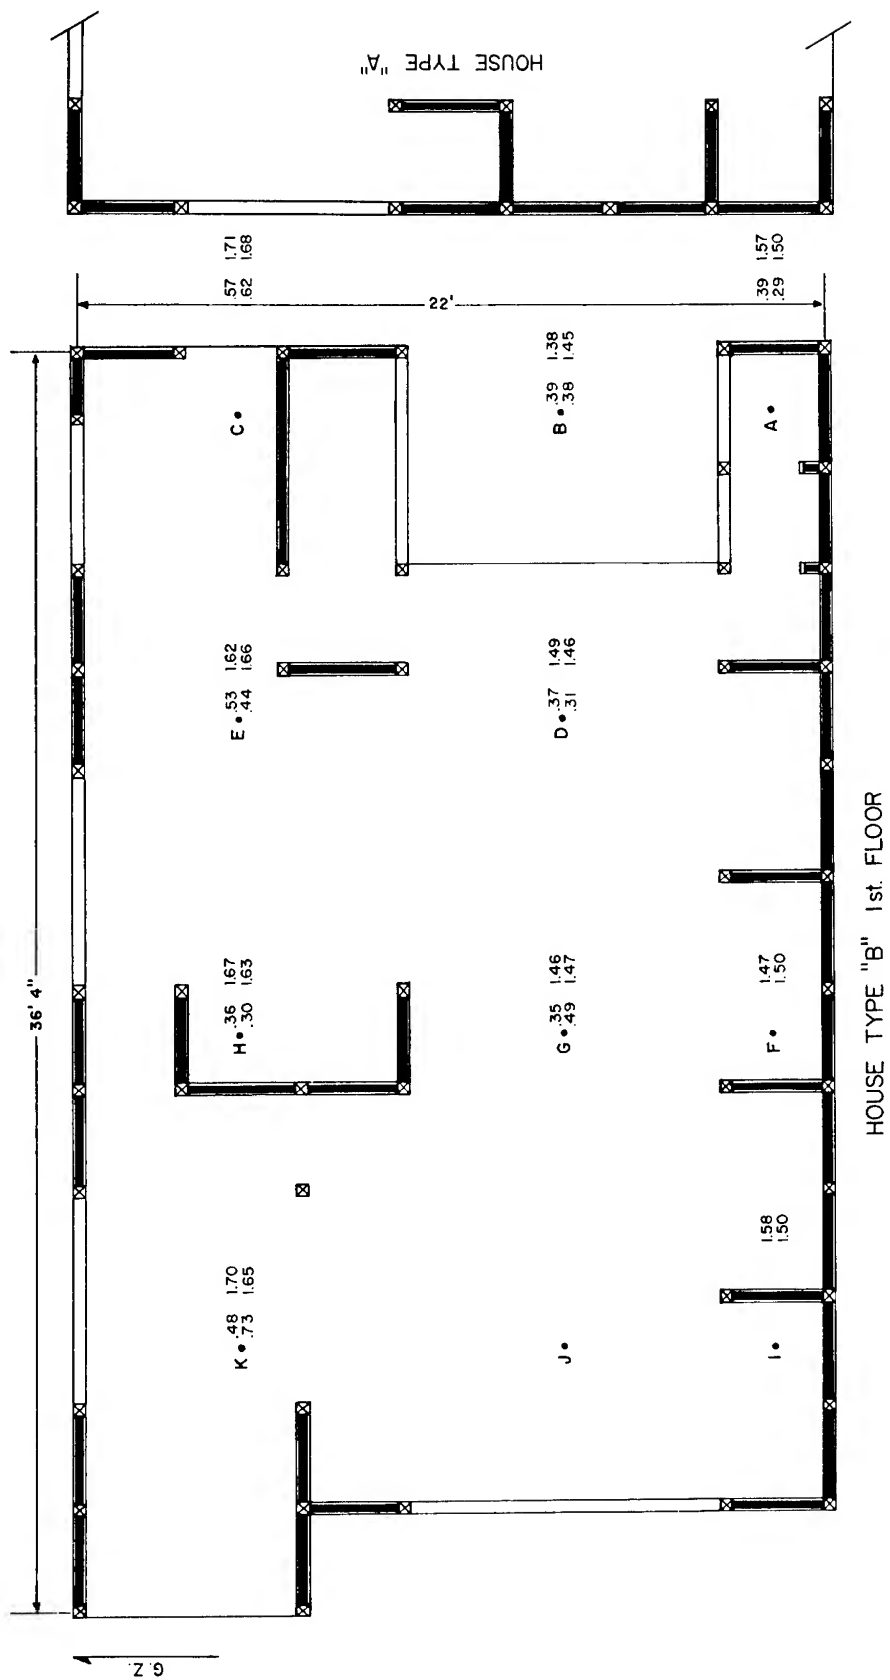 HOUSE TYPE "A"
.57 1.71
.62 1.68
.39 1.57
.29 1.50
22'
C
B .39 1.38
.38 1.45
A
E .53 1.62
.44 1.66
D .37 1.49
.31 1.46
36' 4"
H .36 1.67
.30 1.63
G .35 1.46
.49 1.47
F 1.47
1.50
K .48 1.70
.73 1.65
J
I 1.58
1.50
G.Z.
HOUSE TYPE "B" 1st. FLOOR